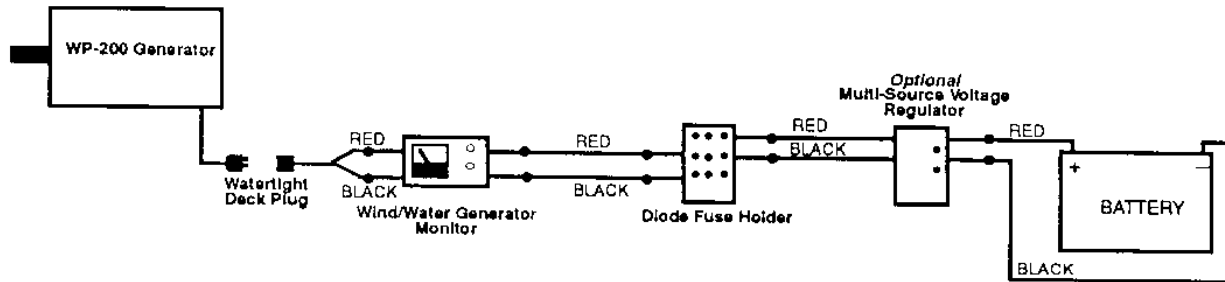 WP-200 Generator
Optional
Multi-Source Voltage
Regulator
RED
RED
RED
RED
BLACK
+
−
Watertight
Deck Plug
BLACK
BLACK
BATTERY
Wind/Water Generator
Monitor
Diode Fuse Holder
BLACK